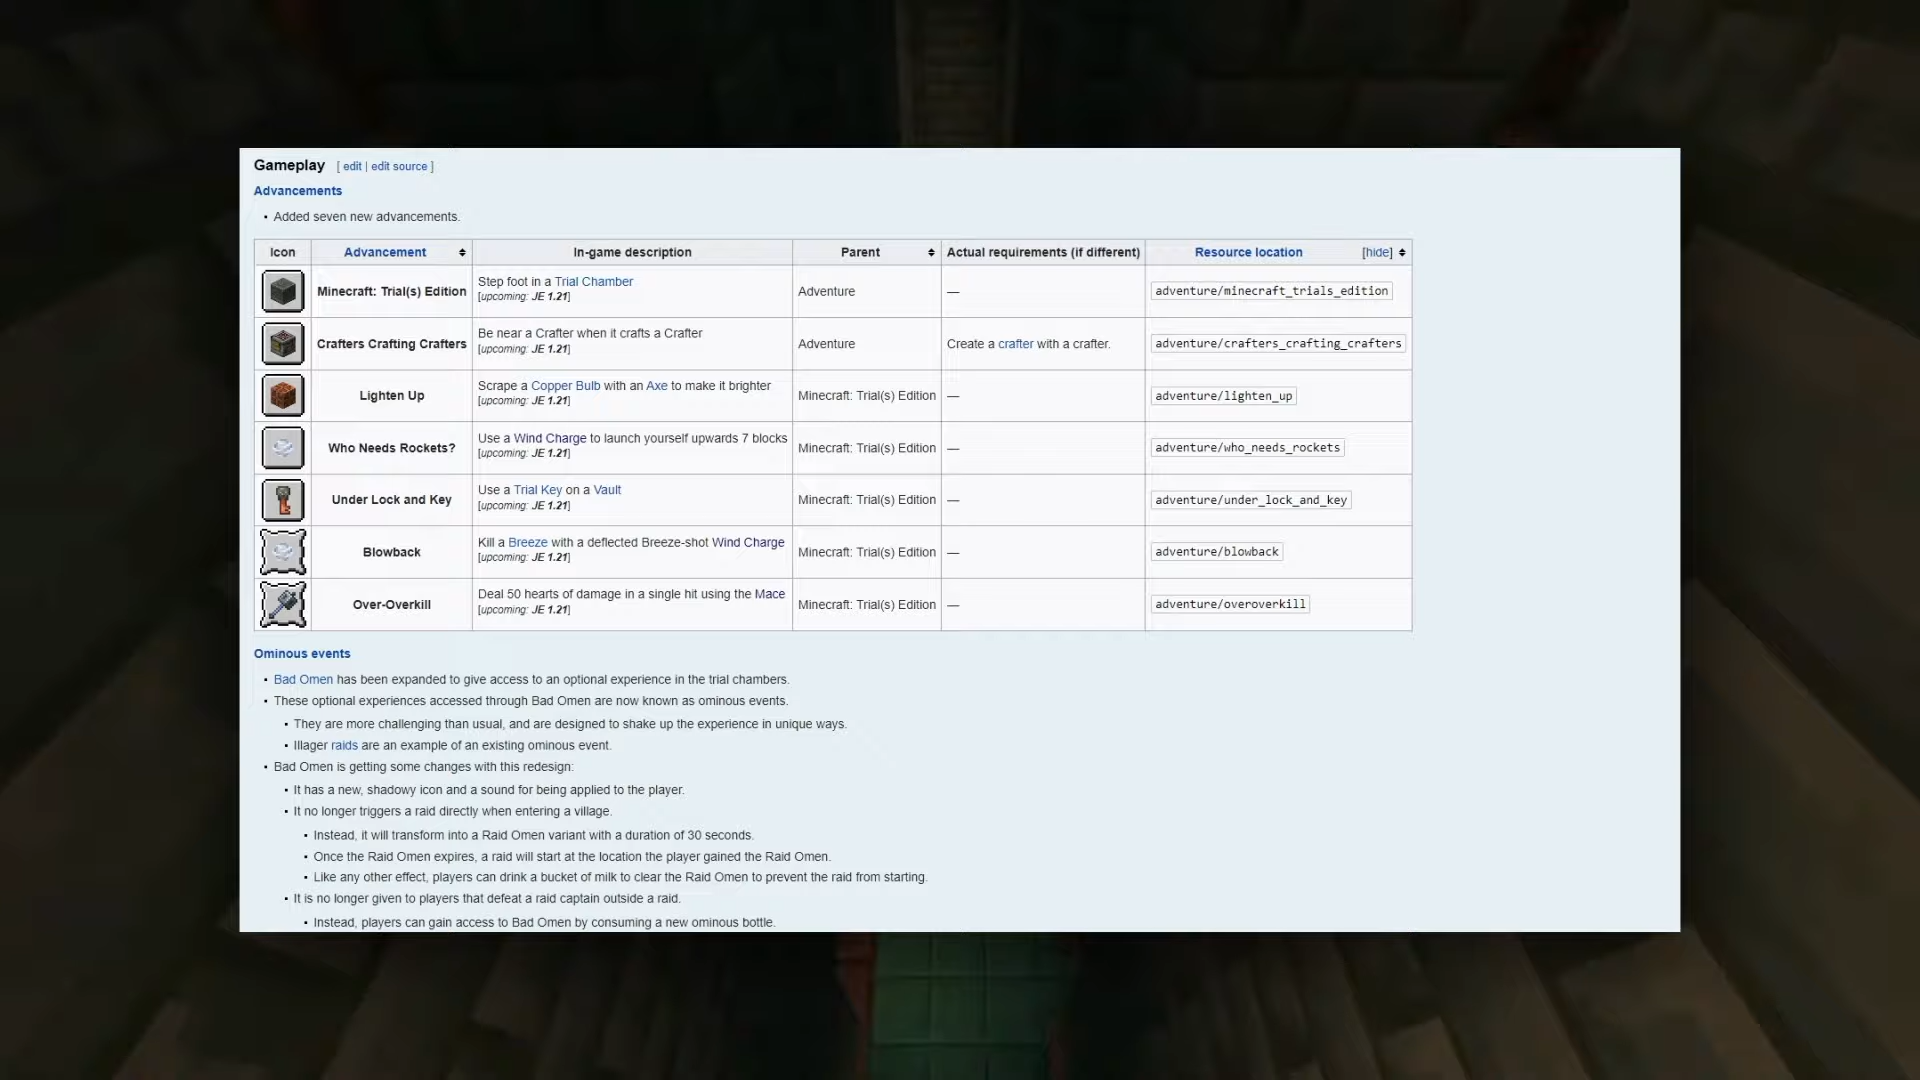 Gameplay [ edit | edit source ]
Advancements
• Added seven new advancements.
Icon Advancement In-game description Parent Actual requirements (if different) Resource location [hide]
Minecraft: Trial(s) Edition Step foot in a Trial Chamber Adventure — adventure/minecraft_trials_edition
[upcoming: JE 1.21]
Crafters Crafting Crafters Be near a Crafter when it crafts a Crafter Adventure Create a crafter with a crafter. adventure/crafters_crafting_crafters
[upcoming: JE 1.21]
Lighten Up Scrape a Copper Bulb with an Axe to make it brighter Minecraft: Trial(s) Edition — adventure/lighten_up
[upcoming: JE 1.21]
Who Needs Rockets? Use a Wind Charge to launch yourself upwards 7 blocks Minecraft: Trial(s) Edition — adventure/who_needs_rockets
[upcoming: JE 1.21]
Under Lock and Key Use a Trial Key on a Vault Minecraft: Trial(s) Edition — adventure/under_lock_and_key
[upcoming: JE 1.21]
Blowback Kill a Breeze with a deflected Breeze-shot Wind Charge Minecraft: Trial(s) Edition — adventure/blowback
[upcoming: JE 1.21]
Over-Overkill Deal 50 hearts of damage in a single hit using the Mace Minecraft: Trial(s) Edition — adventure/overoverkill
[upcoming: JE 1.21]
Ominous events
• Bad Omen has been expanded to give access to an optional experience in the trial chambers.
• These optional experiences accessed through Bad Omen are now known as ominous events.
• They are more challenging than usual, and are designed to shake up the experience in unique ways.
• Illager raids are an example of an existing ominous event.
• Bad Omen is getting some changes with this redesign:
• It has a new, shadowy icon and a sound for being applied to the player.
• It no longer triggers a raid directly when entering a village.
• Instead, it will transform into a Raid Omen variant with a duration of 30 seconds.
• Once the Raid Omen expires, a raid will start at the location the player gained the Raid Omen.
• Like any other effect, players can drink a bucket of milk to clear the Raid Omen to prevent the raid from starting.
• It is no longer given to players that defeat a raid captain outside a raid.
• Instead, players can gain access to Bad Omen by consuming a new ominous bottle.